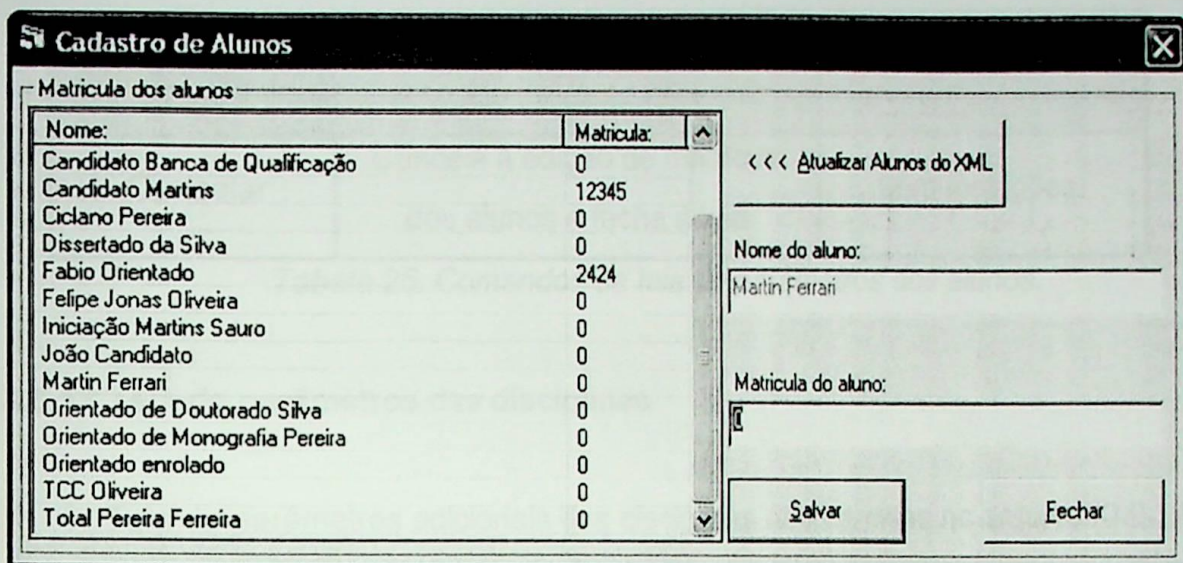 Cadastro de Alunos
Matricula dos alunos
Nome: Matricula:
Candidato Banca de Qualificação 0
Candidato Martins 12345
Ciclano Pereira 0
Dissertado da Silva 0
Fabio Orientado 2424
Felipe Jonas Oliveira 0
Iniciação Martins Sauro 0
João Candidato 0
Martin Ferrari 0
Orientado de Doutorado Silva 0
Orientado de Monografia Pereira 0
Orientado enrolado 0
TCC Oliveira 0
Total Pereira Ferreira 0
< < < Atualizar Alunos do XML
Nome do aluno:
Martin Ferrari
Matricula do aluno:
0
Salvar
Fechar